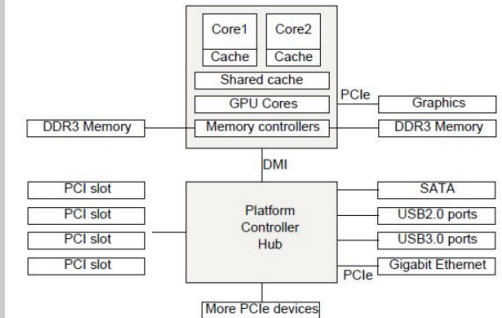 Core1 Core2
Cache Cache
Shared cache
GPU Cores
PCIe
Graphics
DDR3 Memory
Memory controllers
DDR3 Memory
DMI
PCI slot
PCI slot
PCI slot
PCI slot
Platform
Controller
Hub
SATA
USB2.0 ports
USB3.0 ports
Gigabit Ethernet
PCIe
More PCIe devices